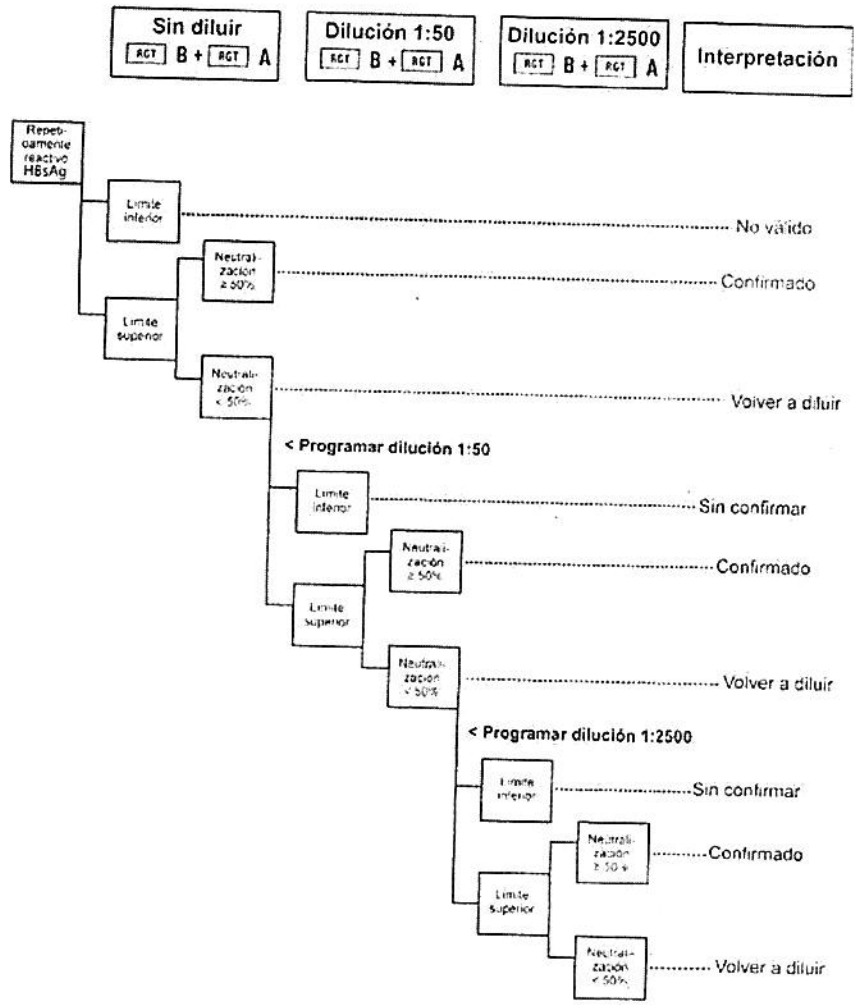 Sin diluir
RGT B + RGT A
Dilución 1:50
RGT B + RGT A
Dilución 1:2500
RGT B + RGT A
Interpretación
Repeti-
damente
reactivo
HBsAg
Límite
inferior
No válido
Neutrali-
zación
≥ 50%
Confirmado
Límite
superior
Neutrali-
zación
< 50%
Volver a diluir
< Programar dilución 1:50
Límite
inferior
Sin confirmar
Neutrali-
zación
≥ 50%
Confirmado
Límite
superior
Neutrali-
zación
< 50%
Volver a diluir
< Programar dilución 1:2500
Límite
inferior
Sin confirmar
Neutrali-
zación
≥ 50%
Confirmado
Límite
superior
Neutrali-
zación
< 50%
Volver a diluir